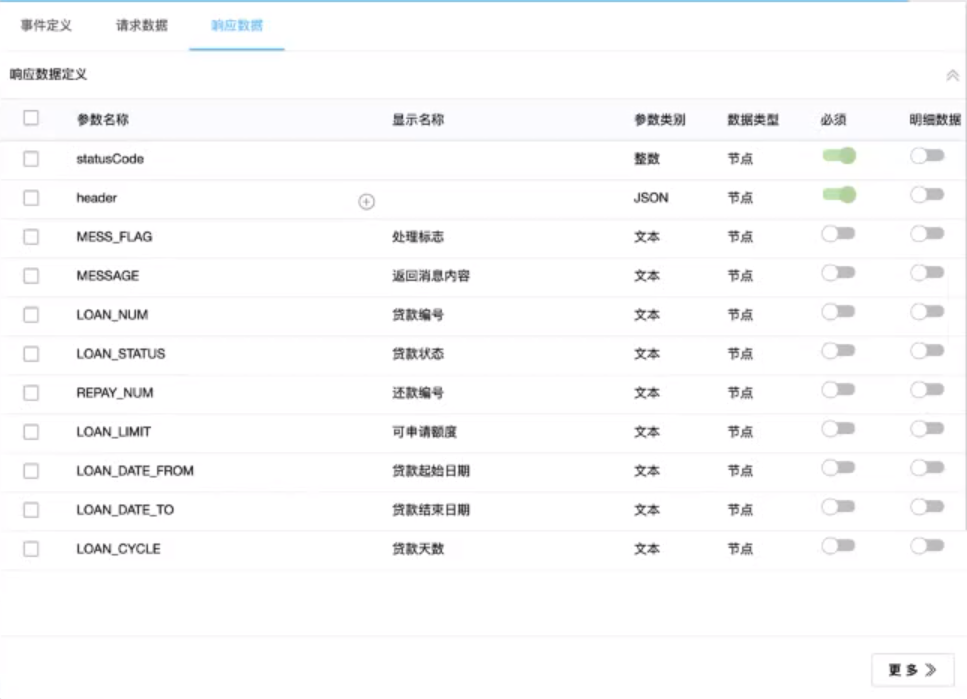 事件定义 请求数据 响应数据
响应数据定义
参数名称 显示名称 参数类别 数据类型 必须 明细数据
statusCode 整数 节点
header JSON 节点
MESS_FLAG 处理标志 文本 节点
MESSAGE 返回消息内容 文本 节点
LOAN_NUM 贷款编号 文本 节点
LOAN_STATUS 贷款状态 文本 节点
REPAY_NUM 还款编号 文本 节点
LOAN_LIMIT 可申请额度 文本 节点
LOAN_DATE_FROM 贷款起始日期 文本 节点
LOAN_DATE_TO 贷款结束日期 文本 节点
LOAN_CYCLE 贷款天数 文本 节点
更多